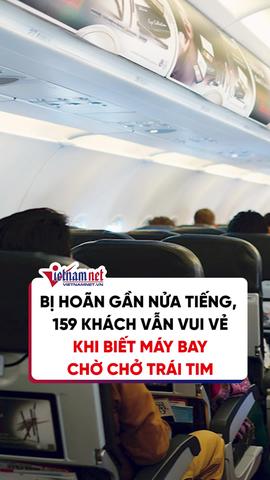 vietnamnet
VIETNAMNET.VN
BỊ HOÃN GẦN NỬA TIẾNG,
159 KHÁCH VẪN VUI VẺ
KHI BIẾT MÁY BAY
CHỜ CHỞ TRÁI TIM